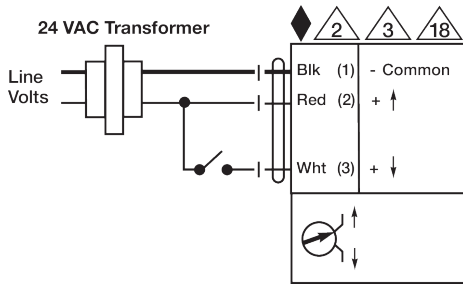 24 VAC Transformer
2 3 18
Line
Volts
Blk (1) - Common
Red (2) +
Wht (3) +